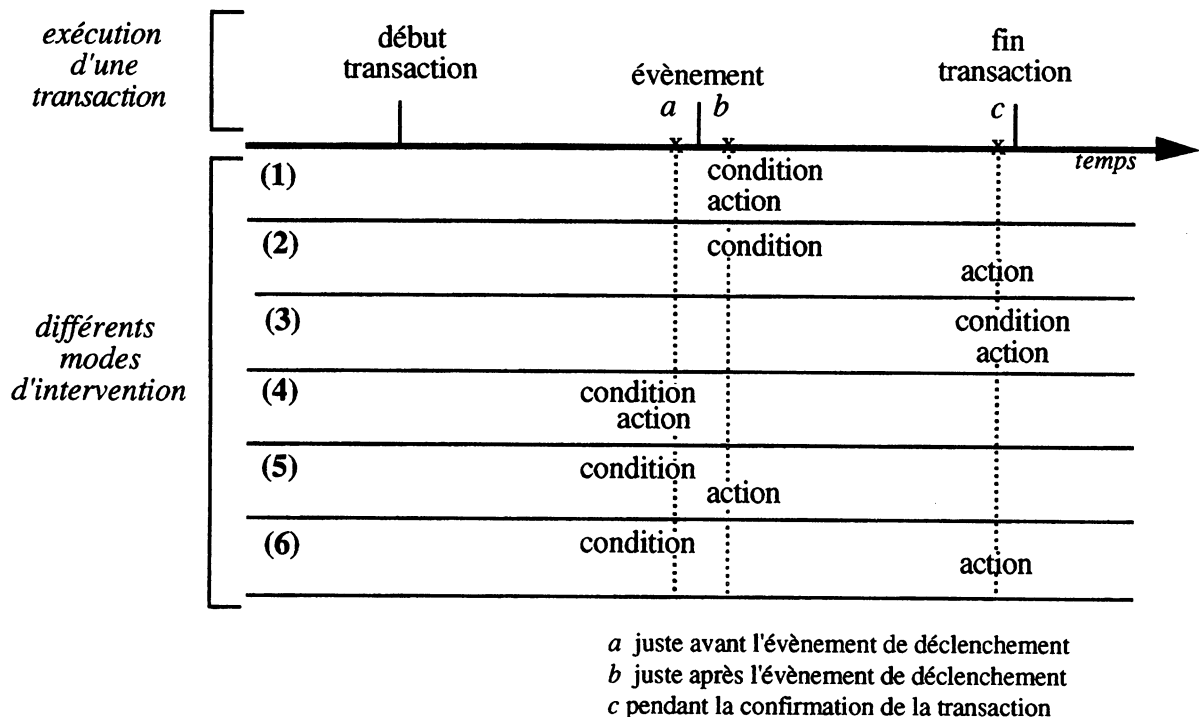 exécution
d'une
transaction
début
transaction
évènement
a b
fin
transaction
c
x x x
temps
différents
modes
d'intervention
(1)
condition
action
(2)
condition
action
(3)
condition
action
(4)
condition
action
(5)
condition
action
(6)
condition
action
a juste avant l'évènement de déclenchement
b juste après l'évènement de déclenchement
c pendant la confirmation de la transaction